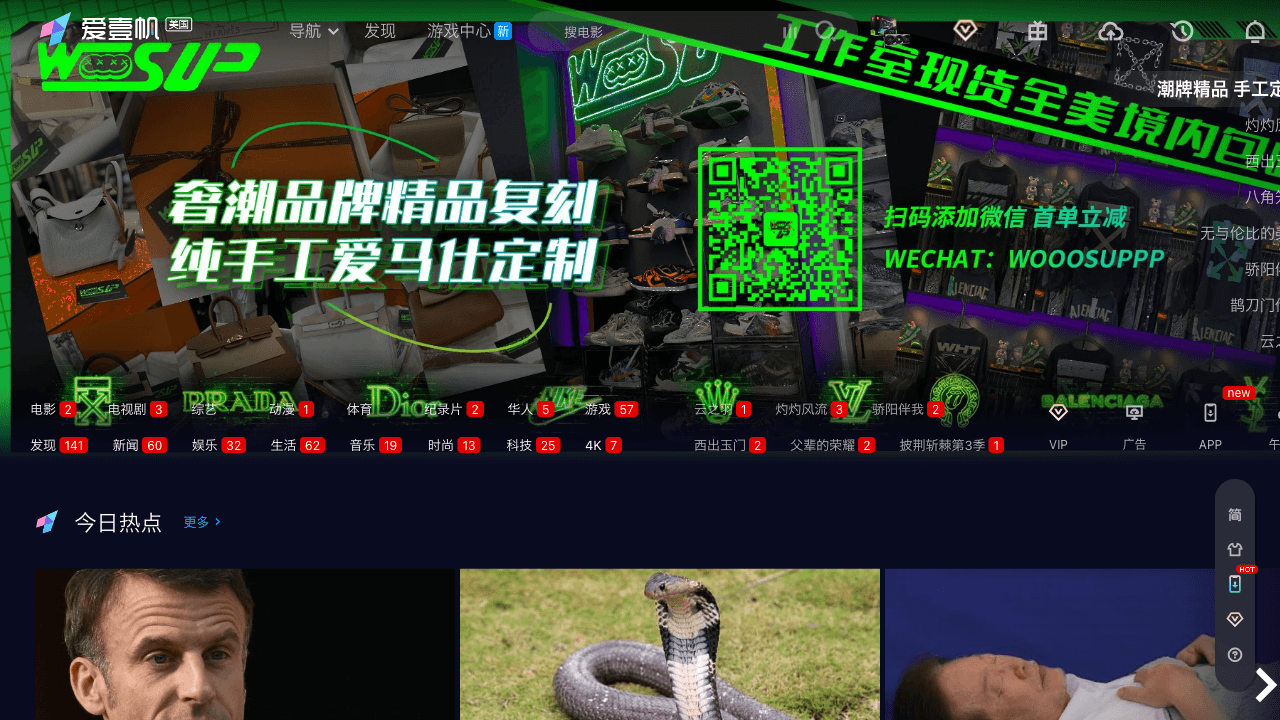 爱壹帆 美国 导航 发现 游戏中心 新 搜电影
WOSUP
工作室现货全美境内包
潮牌精品 手工定
灼灼风
西出
八角
无与伦比的
骄阳伴
鹊刀门
云之
奢潮品牌精品复刻
纯手工爱马仕定制
扫码添加微信 首单立减
WECHAT：WOOOSUPPP
PRADA Dior NIKE BALENCIAGA
new
电影 2 电视剧 3 综艺 动漫 1 体育 纪录片 2 华人 5 游戏 57 云之羽 1 灼灼风流 3 骄阳伴我 2
发现 141 新闻 60 娱乐 32 生活 62 音乐 19 时尚 13 科技 25 4K 7 西出玉门 2 父辈的荣耀 2 披荆斩棘第3季 1 VIP 广告 APP 午
今日热点 更多
简
HOT